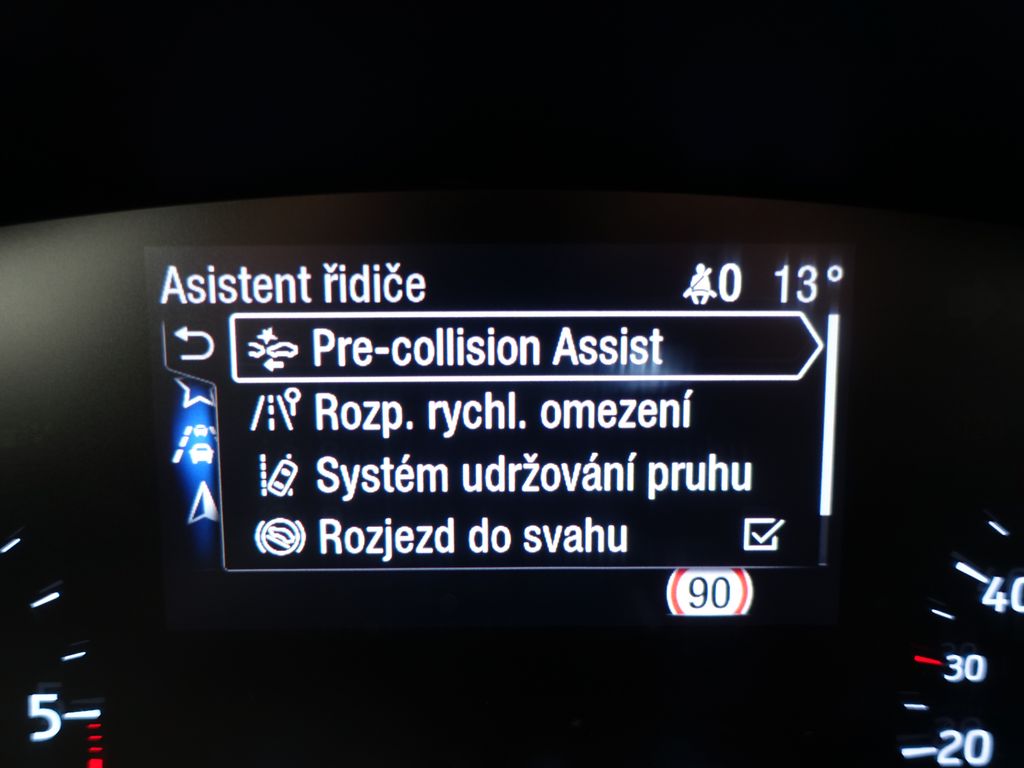 Asistent řidiče 0 13°
Pre-collision Assist
Rozp. rychl. omezení
Systém udržování pruhu
Rozjezd do svahu
90
40
30
5
20